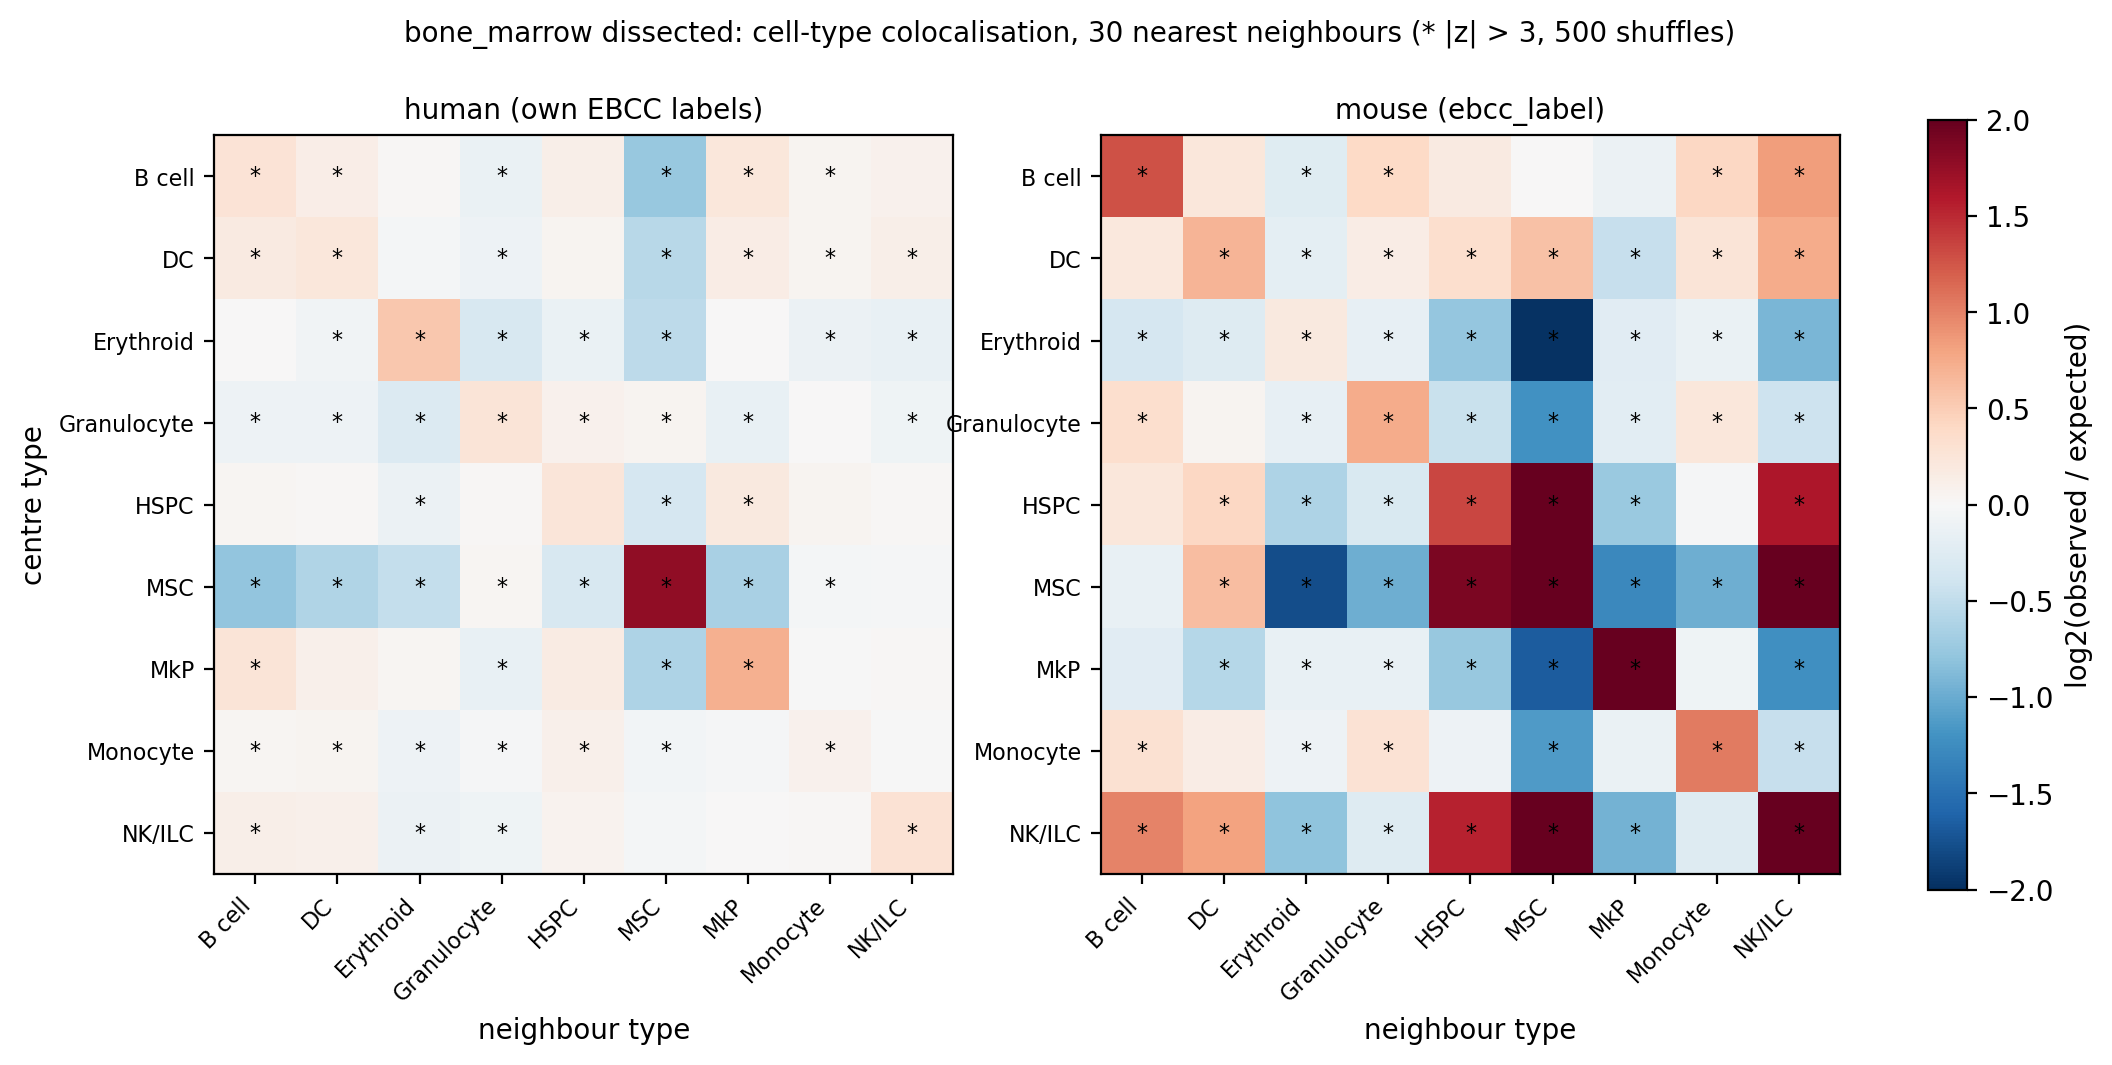 bone_marrow dissected: cell-type colocalisation, 30 nearest neighbours (* |z| > 3, 500 shuffles)
human (own EBCC labels)
centre type
B cell * * * * * *
DC * * * * * * * *
Erythroid * * * * * * *
Granulocyte * * * * * * * *
HSPC * * *
MSC * * * * * * * *
MkP * * * *
Monocyte * * * * * * *
NK/ILC * * * *
B cell
DC
Erythroid
Granulocyte
HSPC
MSC
MkP
Monocyte
NK/ILC
neighbour type
mouse (ebcc_label)
B cell * * * * *
DC * * * * * * * *
Erythroid * * * * * * * * *
Granulocyte * * * * * * * *
HSPC * * * * * * *
MSC * * * * * * * *
MkP * * * * * * *
Monocyte * * * * * *
NK/ILC * * * * * * * *
B cell
DC
Erythroid
Granulocyte
HSPC
MSC
MkP
Monocyte
NK/ILC
neighbour type
2.0
1.5
1.0
0.5
0.0
−0.5
−1.0
−1.5
−2.0
log2(observed / expected)